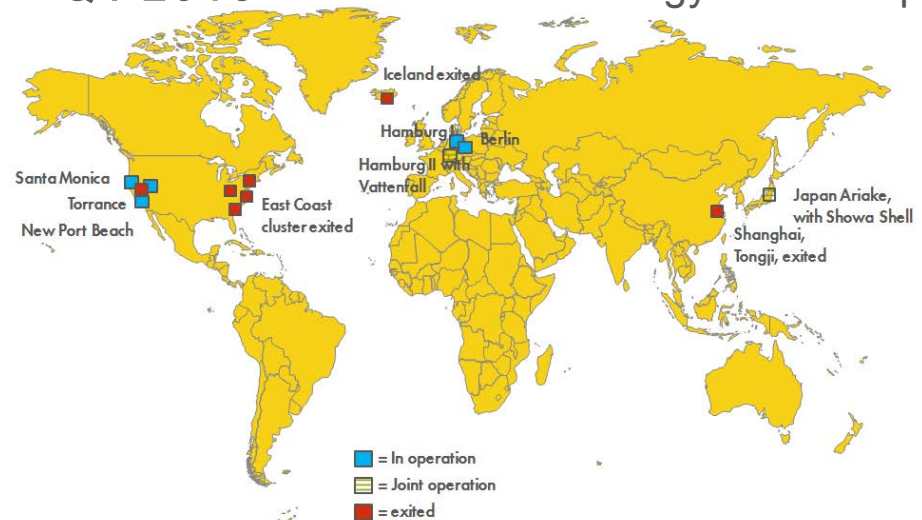 Iceland exited
Hamburg I
Berlin
Hamburg II with
Vattenfall
Santa Monica
Torrance
New Port Beach
East Coast
cluster exited
Japan Ariake,
with Showa Shell
Shanghai,
Tongji, exited
= In operation
= Joint operation
= exited